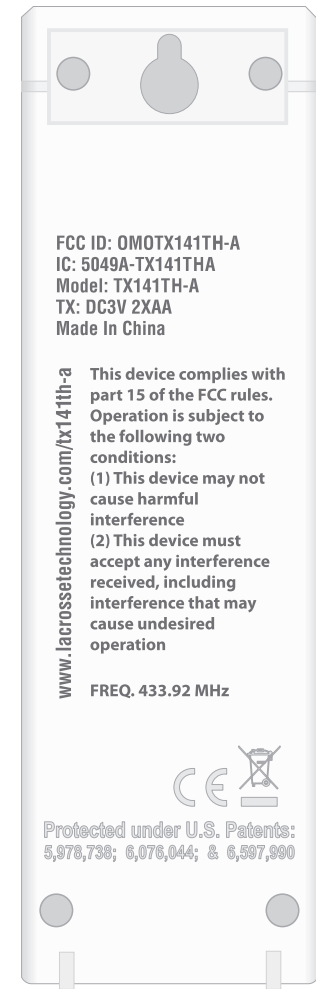 FCC ID: OMOTX141TH-A
IC: 5049A-TX141THA
Model: TX141TH-A
TX: DC3V 2XAA
Made In China
www.lacrossetechnology.com/tx141th-a
This device complies with
part 15 of the FCC rules.
Operation is subject to
the following two
conditions:
(1) This device may not
cause harmful
interference
(2) This device must
accept any interference
received, including
interference that may
cause undesired
operation
FREQ. 433.92 MHz
CE
Protected under U.S. Patents:
5,978,738; 6,076,044; & 6,597,990